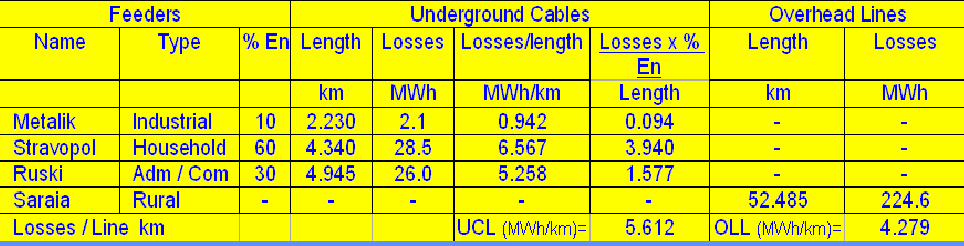 Feeders Underground Cables Overhead Lines
Name Type % En Length Losses Losses/length Losses x % En Length Losses
km MWh MWh/km Length km MWh
Metalik Industrial 10 2.230 2.1 0.942 0.094 - -
Stravopol Household 60 4.340 28.5 6.567 3.940 - -
Ruski Adm / Com 30 4.945 26.0 5.258 1.577 - -
Saraia Rural - - - - - 52.485 224.6
Losses / Line km UCL (MWh/km)= 5.612 OLL (MWh/km)= 4.279